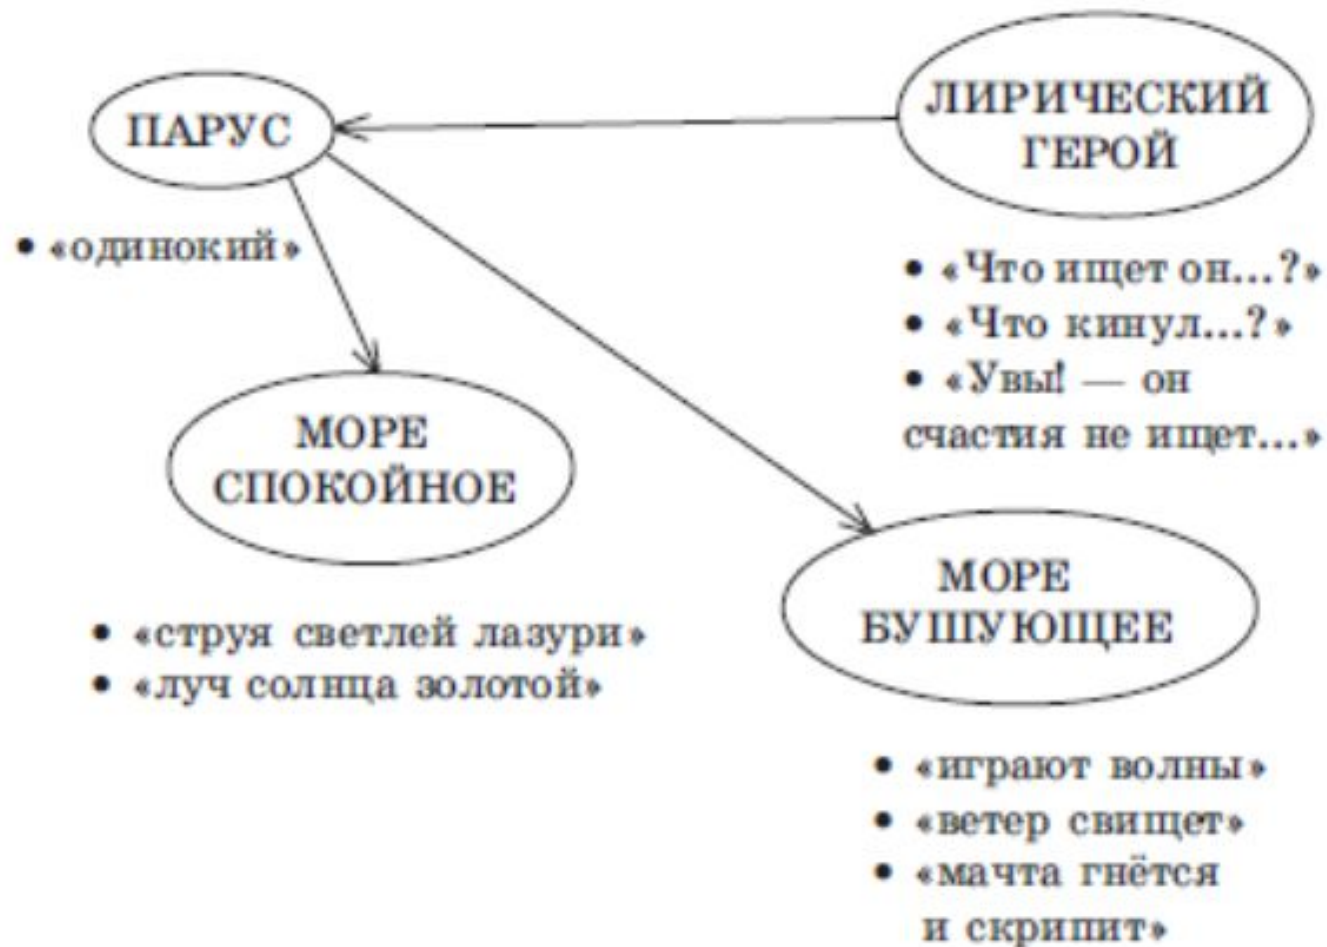 ПАРУС
• «одинокий»
ЛИРИЧЕСКИЙ
ГЕРОЙ
• «Что ищет он...?»
• «Что кинул...?»
• «Увы! — он
счастия не ищет...»
МОРЕ
СПОКОЙНОЕ
• «струя светлей лазури»
• «луч солнца золотой»
МОРЕ
БУШУЮЩЕЕ
• «играют волны»
• «ветер свищет»
• «мачта гнётся
и скрипит»